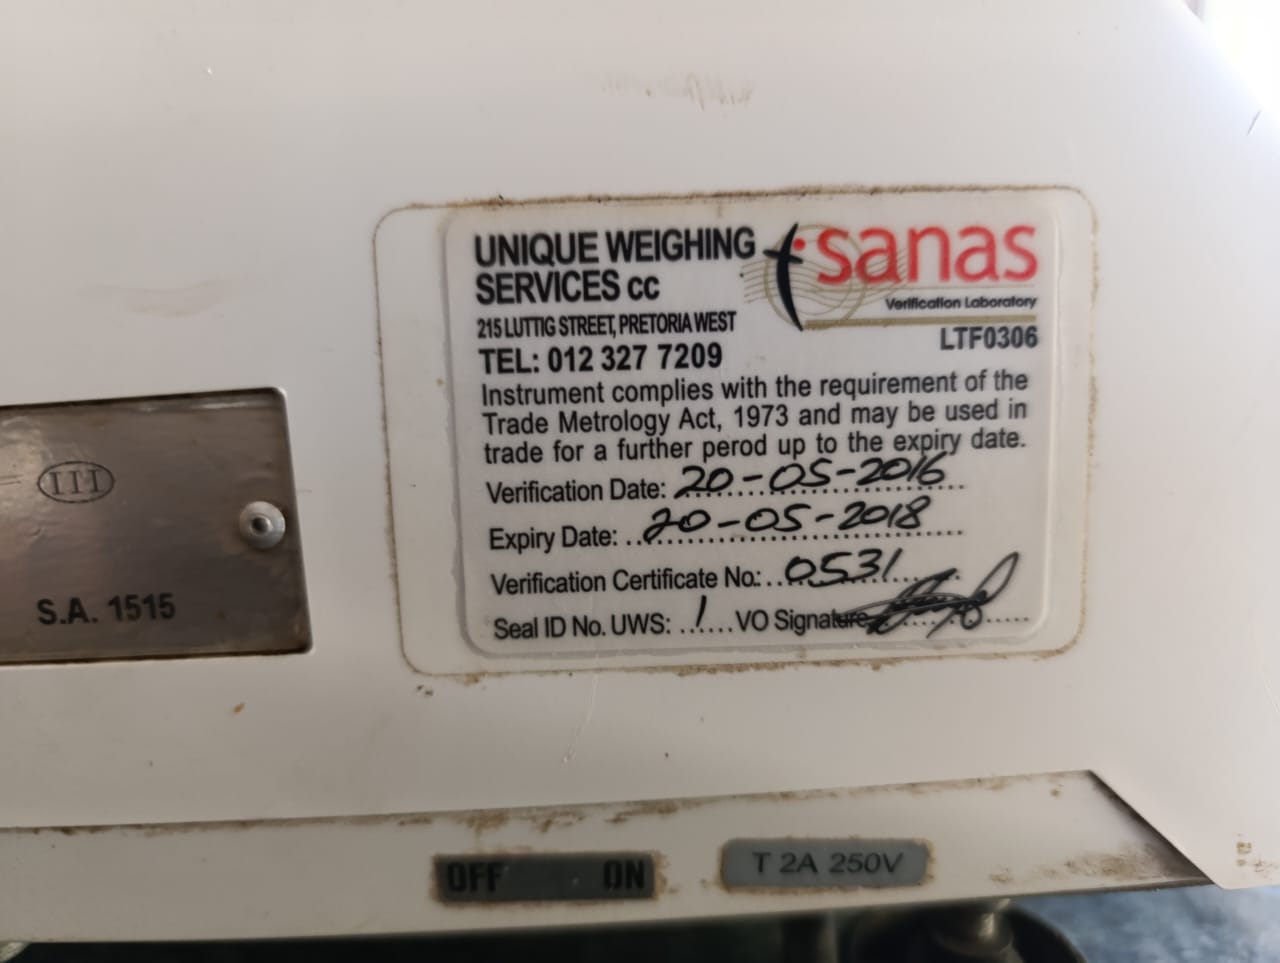 UNIQUE WEIGHING
SERVICES cc
215 LUTTIG STREET, PRETORIA WEST
TEL: 012 327 7209
sanas
Verification Laboratory
LTF0306
Instrument complies with the requirement of the
Trade Metrology Act, 1973 and may be used in
trade for a further perod up to the expiry date.
Verification Date: 20-05-2016
Expiry Date: 20-05-2018
Verification Certificate No.: 0531
Seal ID No. UWS: 1 VO Signature
III
S.A. 1515
OFF ON
T 2A 250V